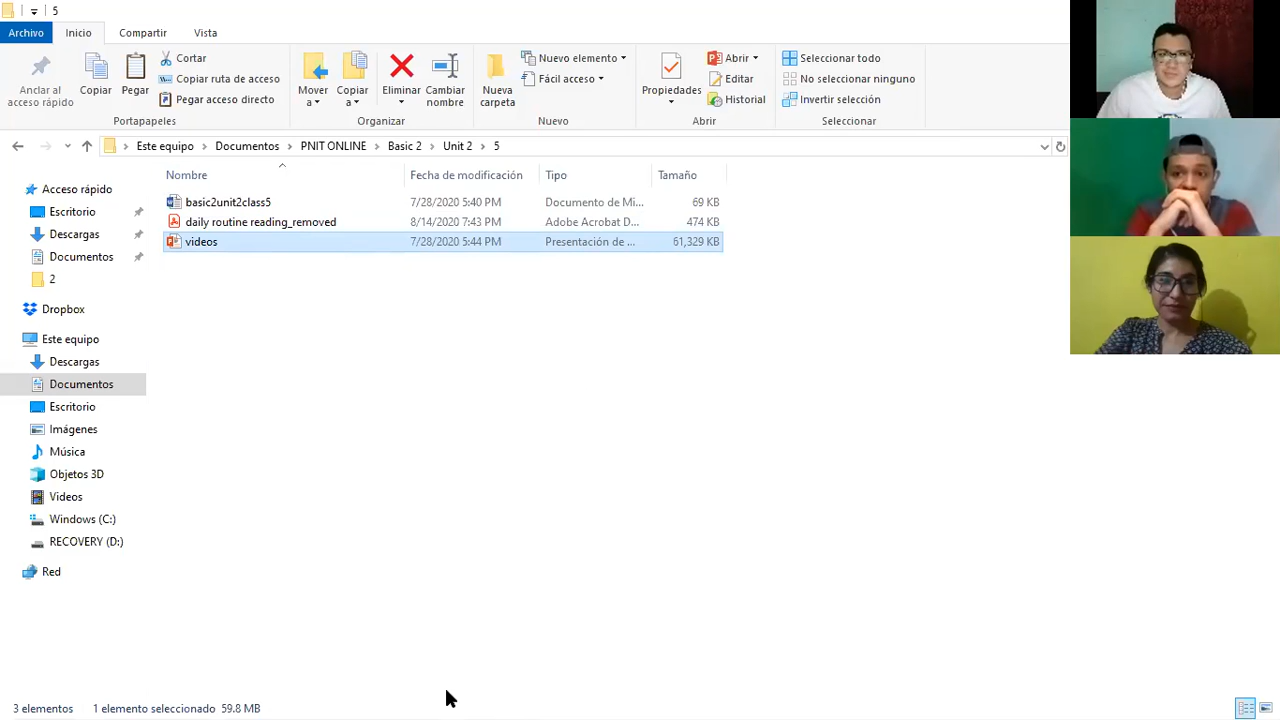 5
Archivo Inicio Compartir Vista
Anclar al acceso rápido
Copiar
Pegar
Cortar
Copiar ruta de acceso
Pegar acceso directo
Portapapeles
Mover a
Copiar a
Eliminar
Cambiar nombre
Organizar
Nueva carpeta
Nuevo elemento
Fácil acceso
Nuevo
Propiedades
Abrir
Editar
Historial
Abrir
Seleccionar todo
No seleccionar ninguno
Invertir selección
Seleccionar
Este equipo > Documentos > PNIT ONLINE > Basic 2 > Unit 2 > 5
Nombre Fecha de modificación Tipo Tamaño
basic2unit2class5 7/28/2020 5:40 PM Documento de Mi... 69 KB
daily routine reading_removed 8/14/2020 7:43 PM Adobe Acrobat D... 474 KB
videos 7/28/2020 5:44 PM Presentación de ... 61,329 KB
Acceso rápido
Escritorio
Descargas
Documentos
2
Dropbox
Este equipo
Descargas
Documentos
Escritorio
Imágenes
Música
Objetos 3D
Videos
Windows (C:)
RECOVERY (D:)
Red
3 elementos 1 elemento seleccionado 59.8 MB